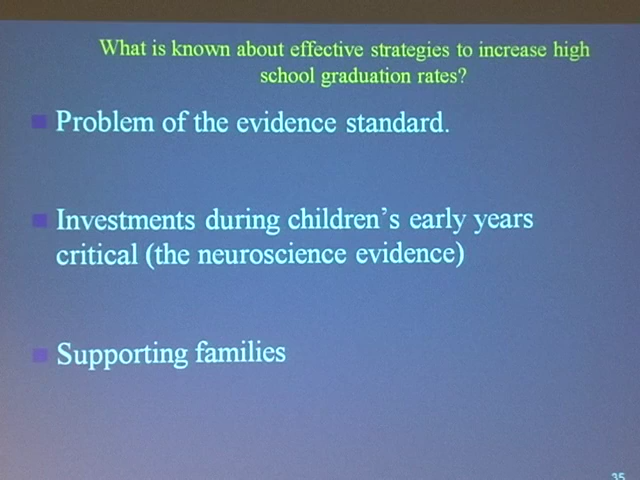 What is known about effective strategies to increase high
school graduation rates?
Problem of the evidence standard.
Investments during children's early years
critical (the neuroscience evidence)
Supporting families
35